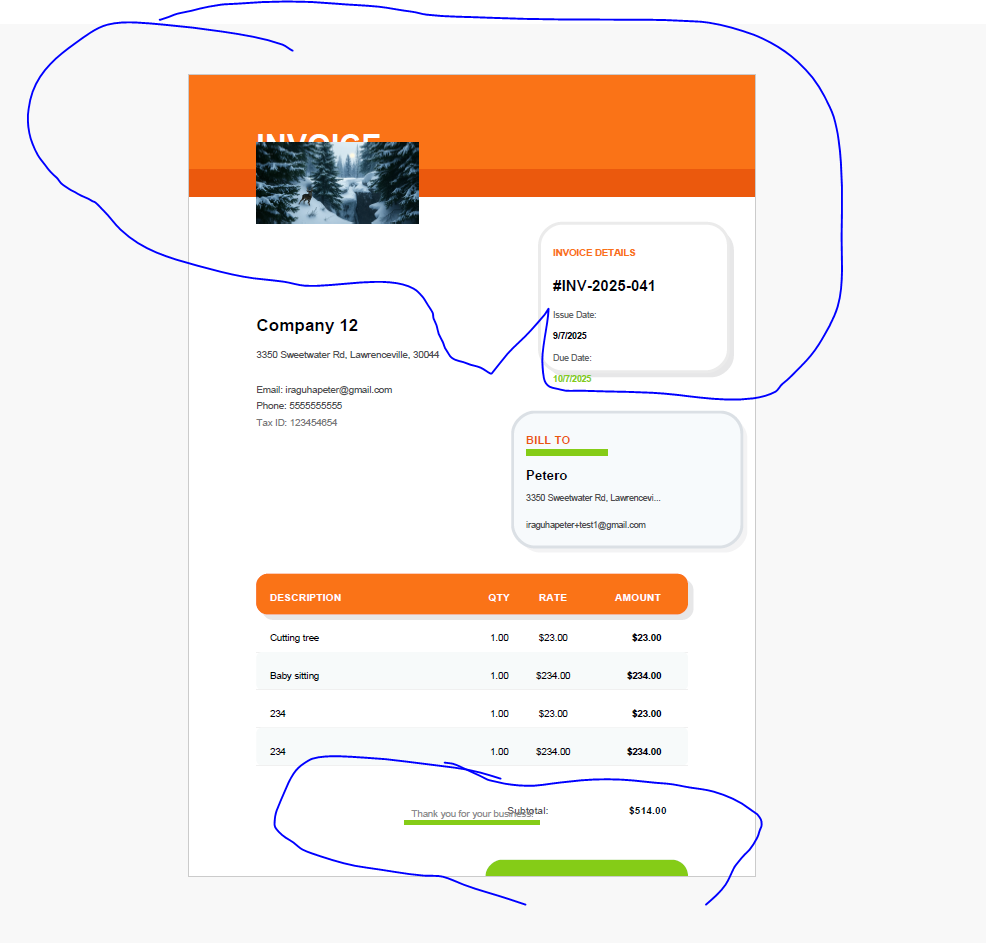 INVOICE
INVOICE DETAILS
#INV-2025-041
Issue Date:
9/7/2025
Due Date:
10/7/2025
Company 12
3350 Sweetwater Rd, Lawrenceville, 30044
Email: iraguhapeter@gmail.com
Phone: 5555555555
Tax ID: 123454654
BILL TO
Petero
3350 Sweetwater Rd, Lawrencevi...
iraguhapeter+test1@gmail.com
DESCRIPTION QTY RATE AMOUNT
Cutting tree 1.00 $23.00 $23.00
Baby sitting 1.00 $234.00 $234.00
234 1.00 $23.00 $23.00
234 1.00 $234.00 $234.00
Subtotal: $514.00
Thank you for your business!